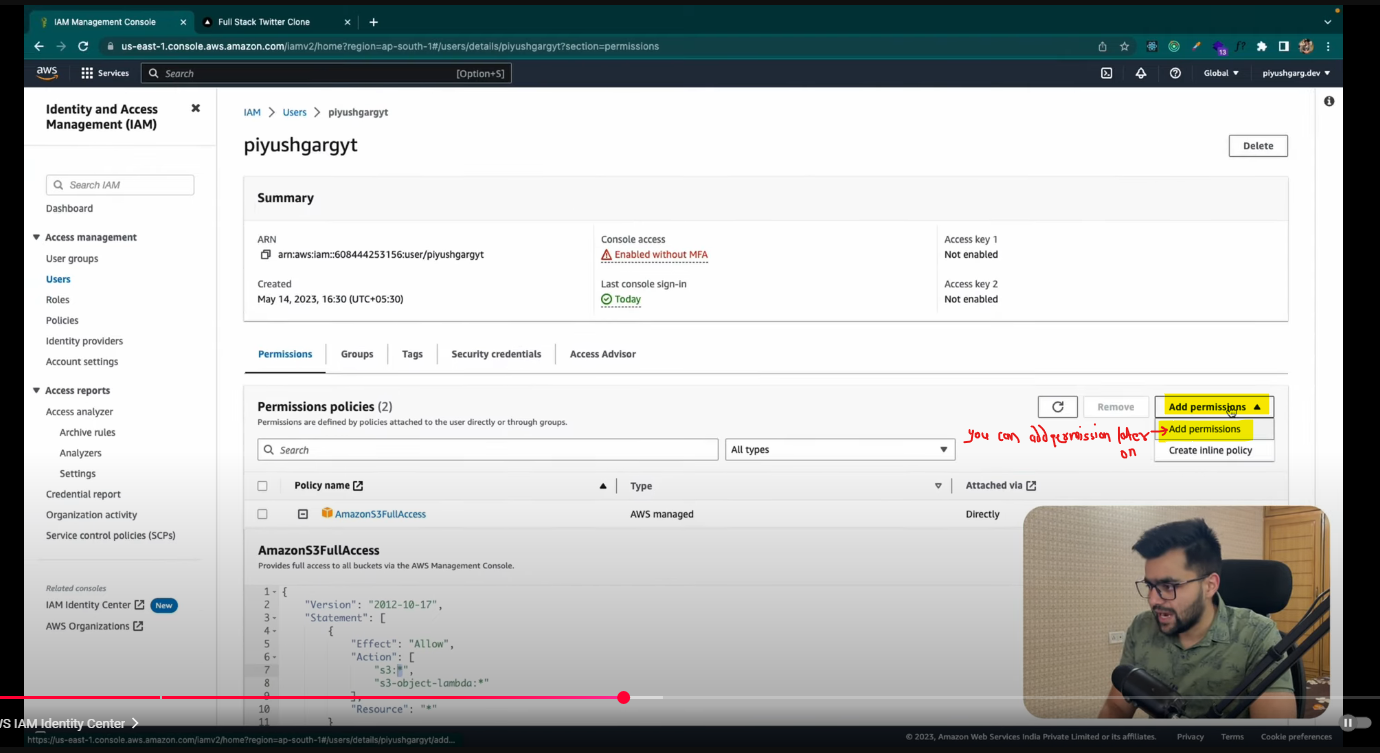 IAM Management Console
Full Stack Twitter Clone
us-east-1.console.aws.amazon.com/iamv2/home?region=ap-south-1#/users/details/piyushgargyt?section=permissions
13
aws
Services
Search
[Option+S]
Global
piyushgarg.dev
Identity and Access
Management (IAM)
Search IAM
Dashboard
Access management
User groups
Users
Roles
Policies
Identity providers
Account settings
Access reports
Access analyzer
Archive rules
Analyzers
Settings
Credential report
Organization activity
Service control policies (SCPs)
Related consoles
IAM Identity Center New
AWS Organizations
IAM > Users > piyushgargyt
piyushgargyt
Delete
Summary
ARN
arn:aws:iam::608444253156:user/piyushgargyt
Created
May 14, 2023, 16:30 (UTC+05:30)
Console access
Enabled without MFA
Last console sign-in
Today
Access key 1
Not enabled
Access key 2
Not enabled
Permissions
Groups
Tags
Security credentials
Access Advisor
Permissions policies (2)
Permissions are defined by policies attached to the user directly or through groups.
Remove
Add permissions
Add permissions
Create inline policy
you can add permission later
on
Search
All types
Policy name
Type
Attached via
AmazonS3FullAccess
AWS managed
Directly
AmazonS3FullAccess
Provides full access to all buckets via the AWS Management Console.
1 {
2 "Version": "2012-10-17",
3 "Statement": [
4 {
5 "Effect": "Allow",
6 "Action": [
7 "s3:*",
8 "s3-object-lambda:*"
9 ],
10 "Resource": "*"
11 }
WS IAM Identity Center >
https://us-east-1.console.aws.amazon.com/iamv2/home?region=ap-south-1#/users/details/piyushgargyt/add...
© 2023, Amazon Web Services India Private Limited or its affiliates.
Privacy
Terms
Cookie preferences